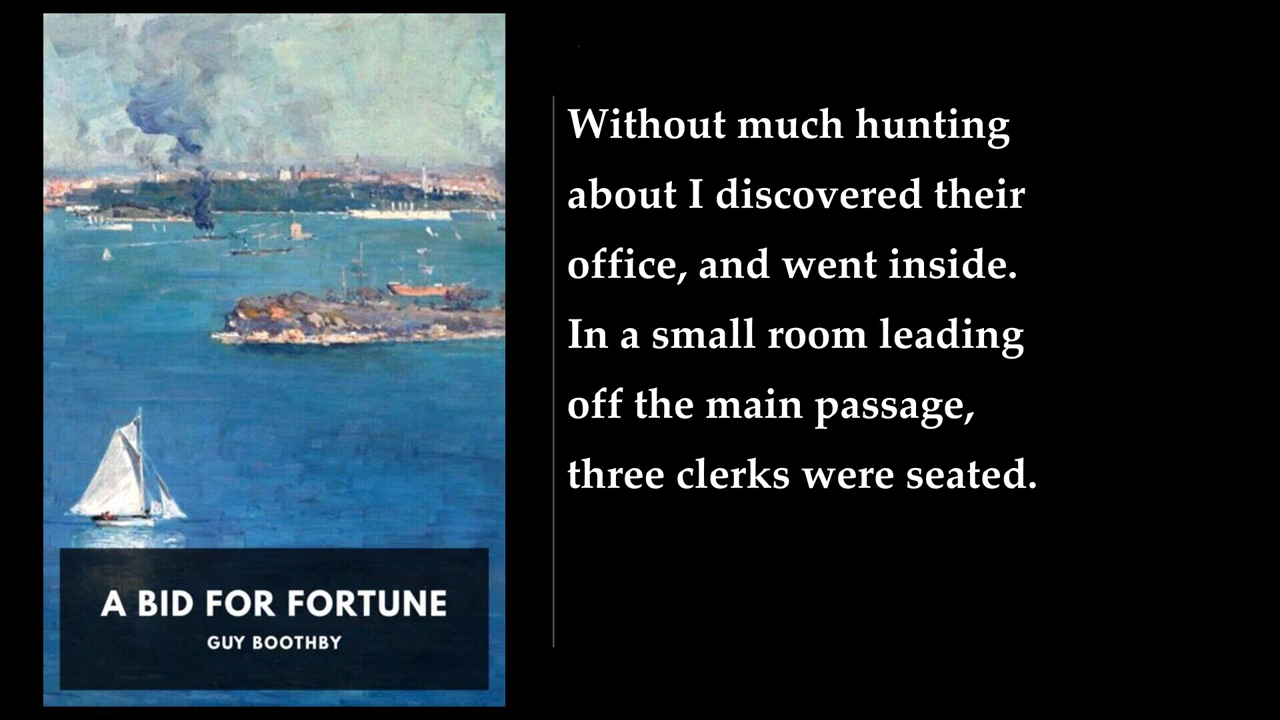 A BID FOR FORTUNE
GUY BOOTHBY
Without much hunting
about I discovered their
office, and went inside.
In a small room leading
off the main passage,
three clerks were seated.